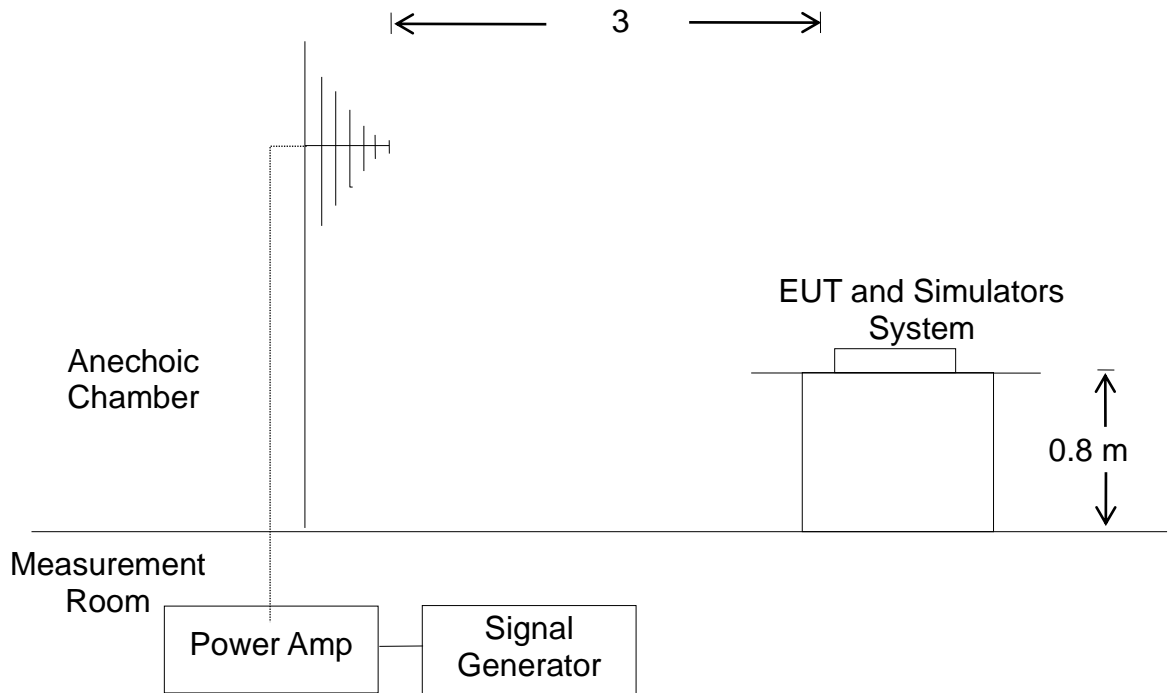 3
EUT and Simulators
System
Anechoic
Chamber
0.8 m
Measurement
Room
Power Amp
Signal
Generator